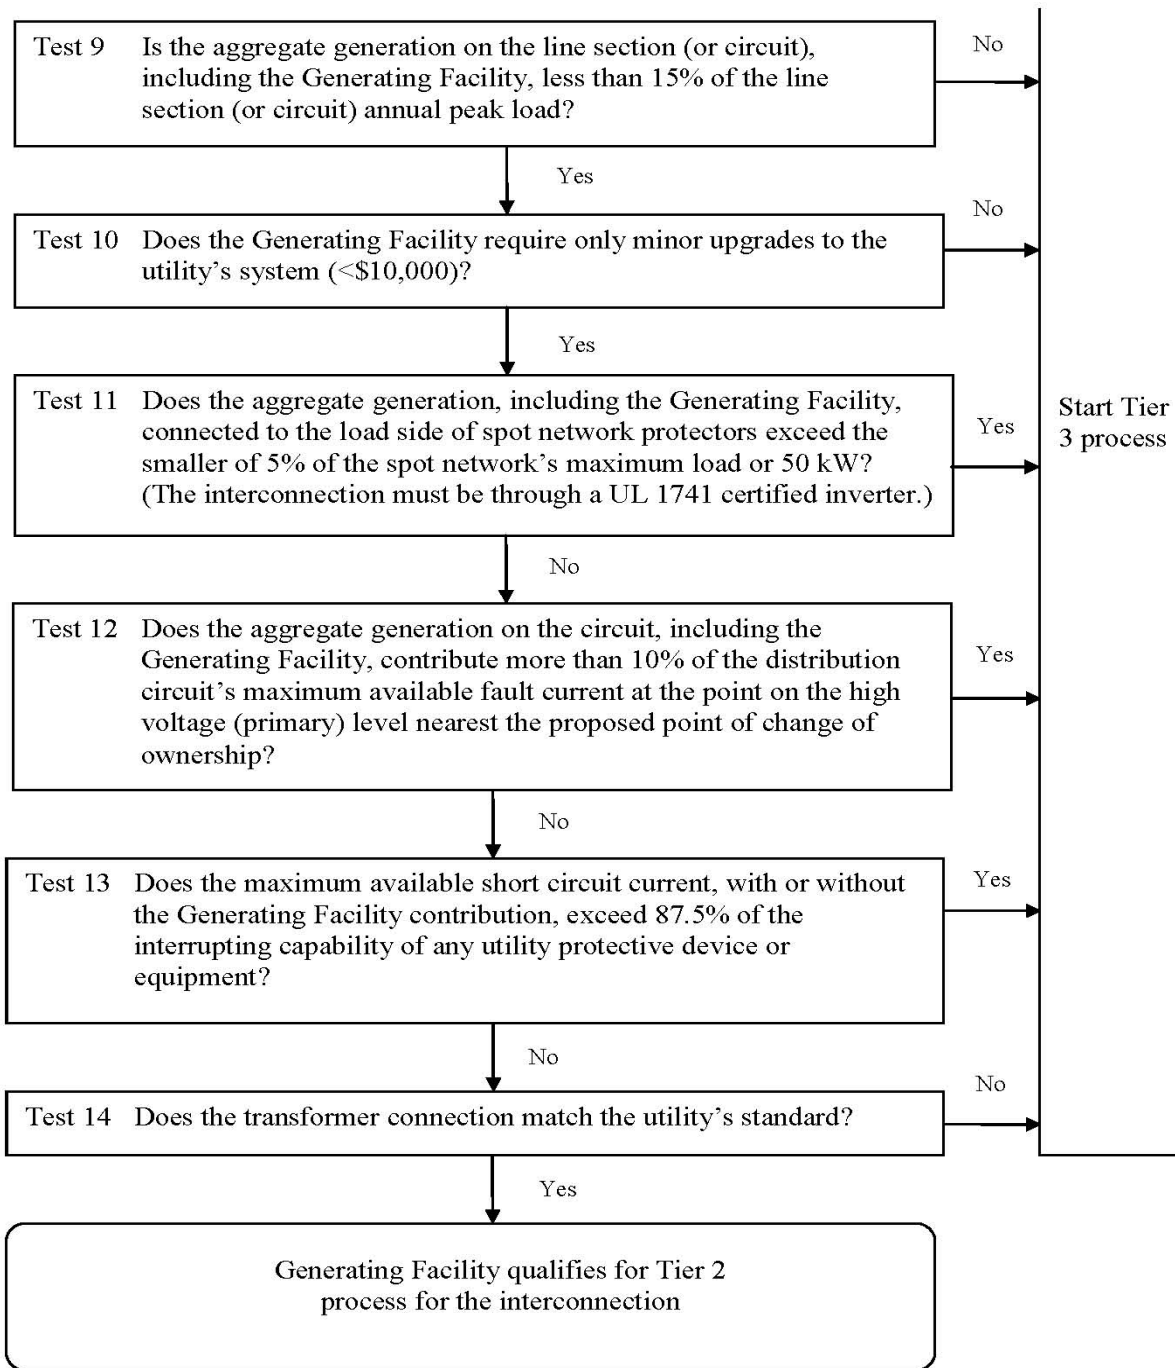 Test 9 Is the aggregate generation on the line section (or circuit),
including the Generating Facility, less than 15% of the line
section (or circuit) annual peak load?
No
Yes
Test 10 Does the Generating Facility require only minor upgrades to the
utility's system (<$10,000)?
No
Yes
Test 11 Does the aggregate generation, including the Generating Facility,
connected to the load side of spot network protectors exceed the
smaller of 5% of the spot network's maximum load or 50 kW?
(The interconnection must be through a UL 1741 certified inverter.)
Yes
Start Tier
3 process
No
Test 12 Does the aggregate generation on the circuit, including the
Generating Facility, contribute more than 10% of the distribution
circuit's maximum available fault current at the point on the high
voltage (primary) level nearest the proposed point of change of
ownership?
Yes
No
Test 13 Does the maximum available short circuit current, with or without
the Generating Facility contribution, exceed 87.5% of the
interrupting capability of any utility protective device or
equipment?
Yes
No
Test 14 Does the transformer connection match the utility's standard?
No
Yes
Generating Facility qualifies for Tier 2
process for the interconnection